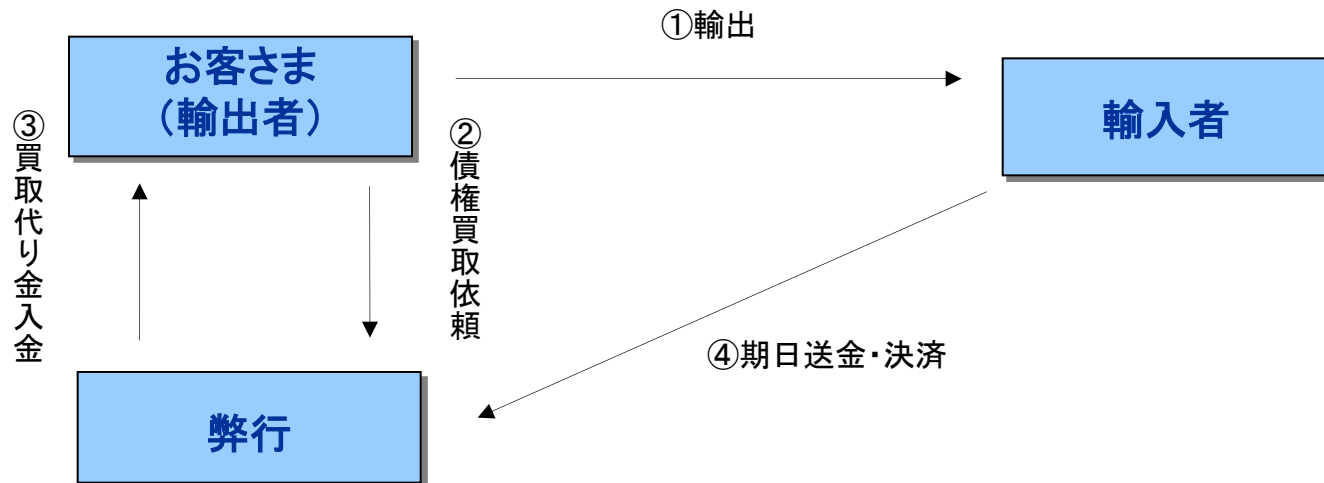 ①輸出
お客さま
（輸出者）
輸入者
③買取代り金入金
②債権買取依頼
④期日送金・決済
弊行